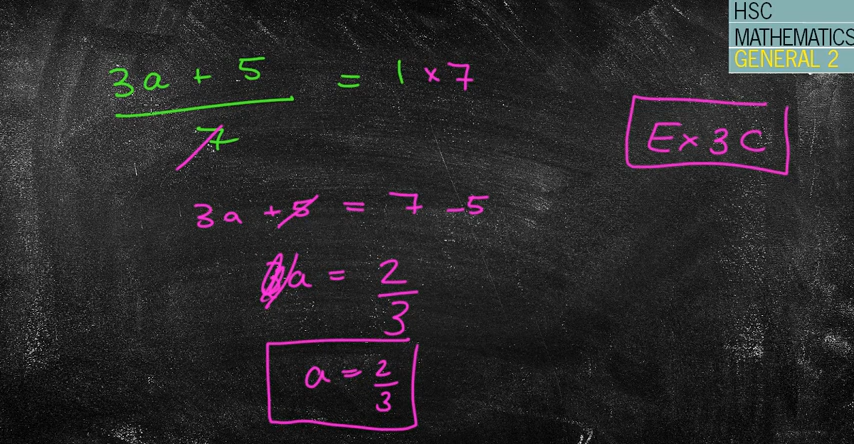 HSC
MATHEMATICS
GENERAL 2
3a + 5 / 7 = 1 × 7
Ex 3C
3a + 5 = 7 - 5
3a = 2/3
a = 2/3